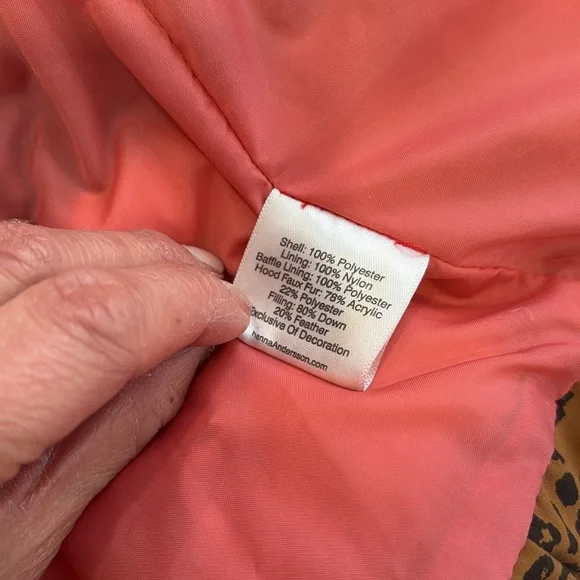 Shell: 100% Polyester
Lining: 100% Nylon
Baffle Lining: 100% Polyester
Hood Faux Fur: 78% Acrylic
22% Polyester
Filling: 80% Down
20% Feather
Exclusive Of Decoration
hannaAndersson.com